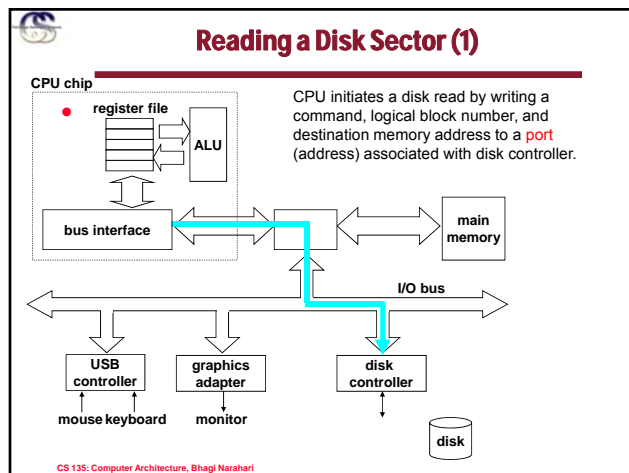 CS
Reading a Disk Sector (1)
CPU chip
register file
ALU
CPU initiates a disk read by writing a
command, logical block number, and
destination memory address to a port
(address) associated with disk controller.
bus interface
main
memory
I/O bus
USB
controller
graphics
adapter
disk
controller
mouse keyboard
monitor
disk
CS 135: Computer Architecture, Bhagi Narahari